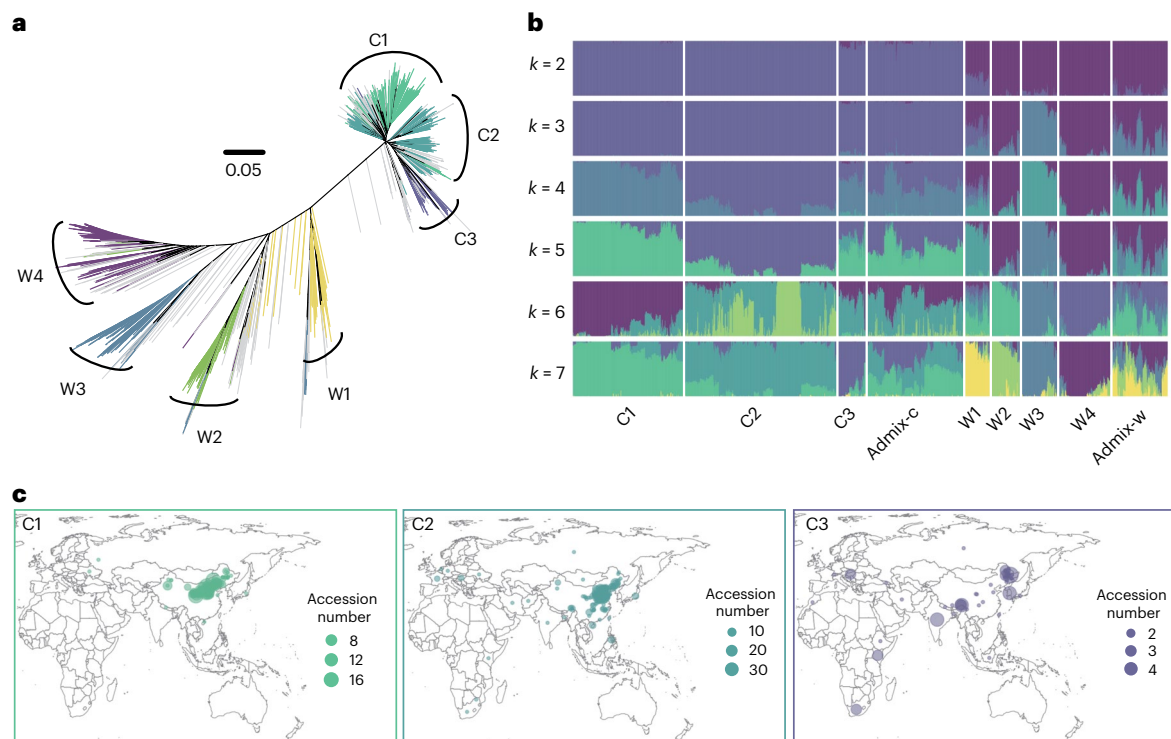 a
C1
C2
C3
0.05
W4
W3
W2
W1
b
k = 2
k = 3
k = 4
k = 5
k = 6
k = 7
C1
C2
C3
Admix-c
W1
W2
W3
W4
Admix-w
c
C1
Accession
number
8
12
16
C2
Accession
number
10
20
30
C3
Accession
number
2
3
4